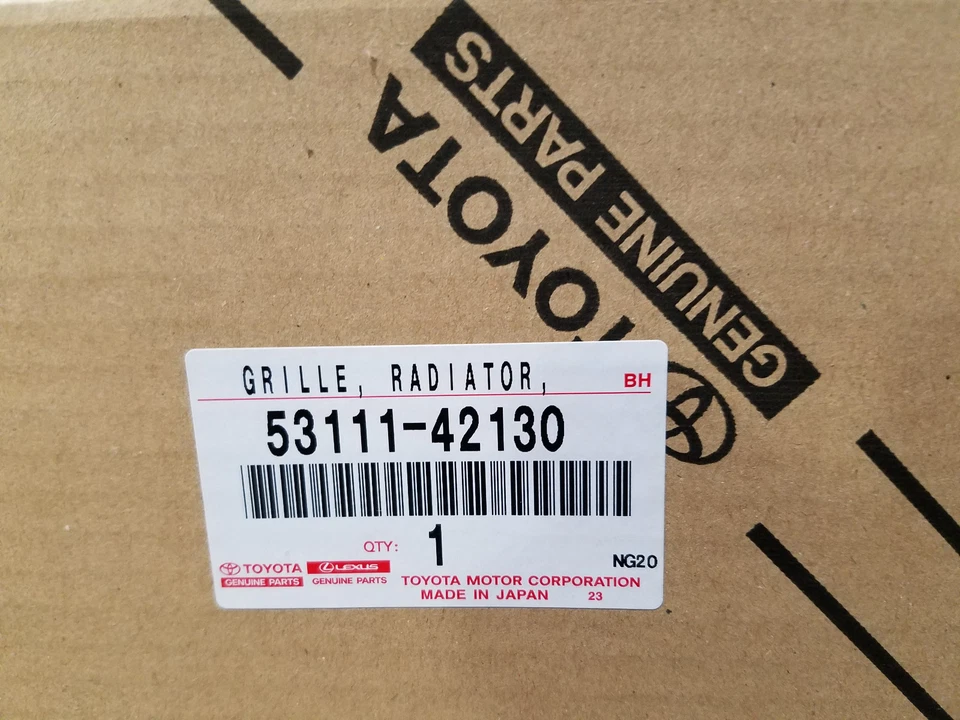 GENUINE PARTS
TOYOTA
GRILLE, RADIATOR,
BH
53111-42130
QTY: 1
NG20
TOYOTA
GENUINE PARTS
LEXUS
GENUINE PARTS
TOYOTA MOTOR CORPORATION
MADE IN JAPAN 23